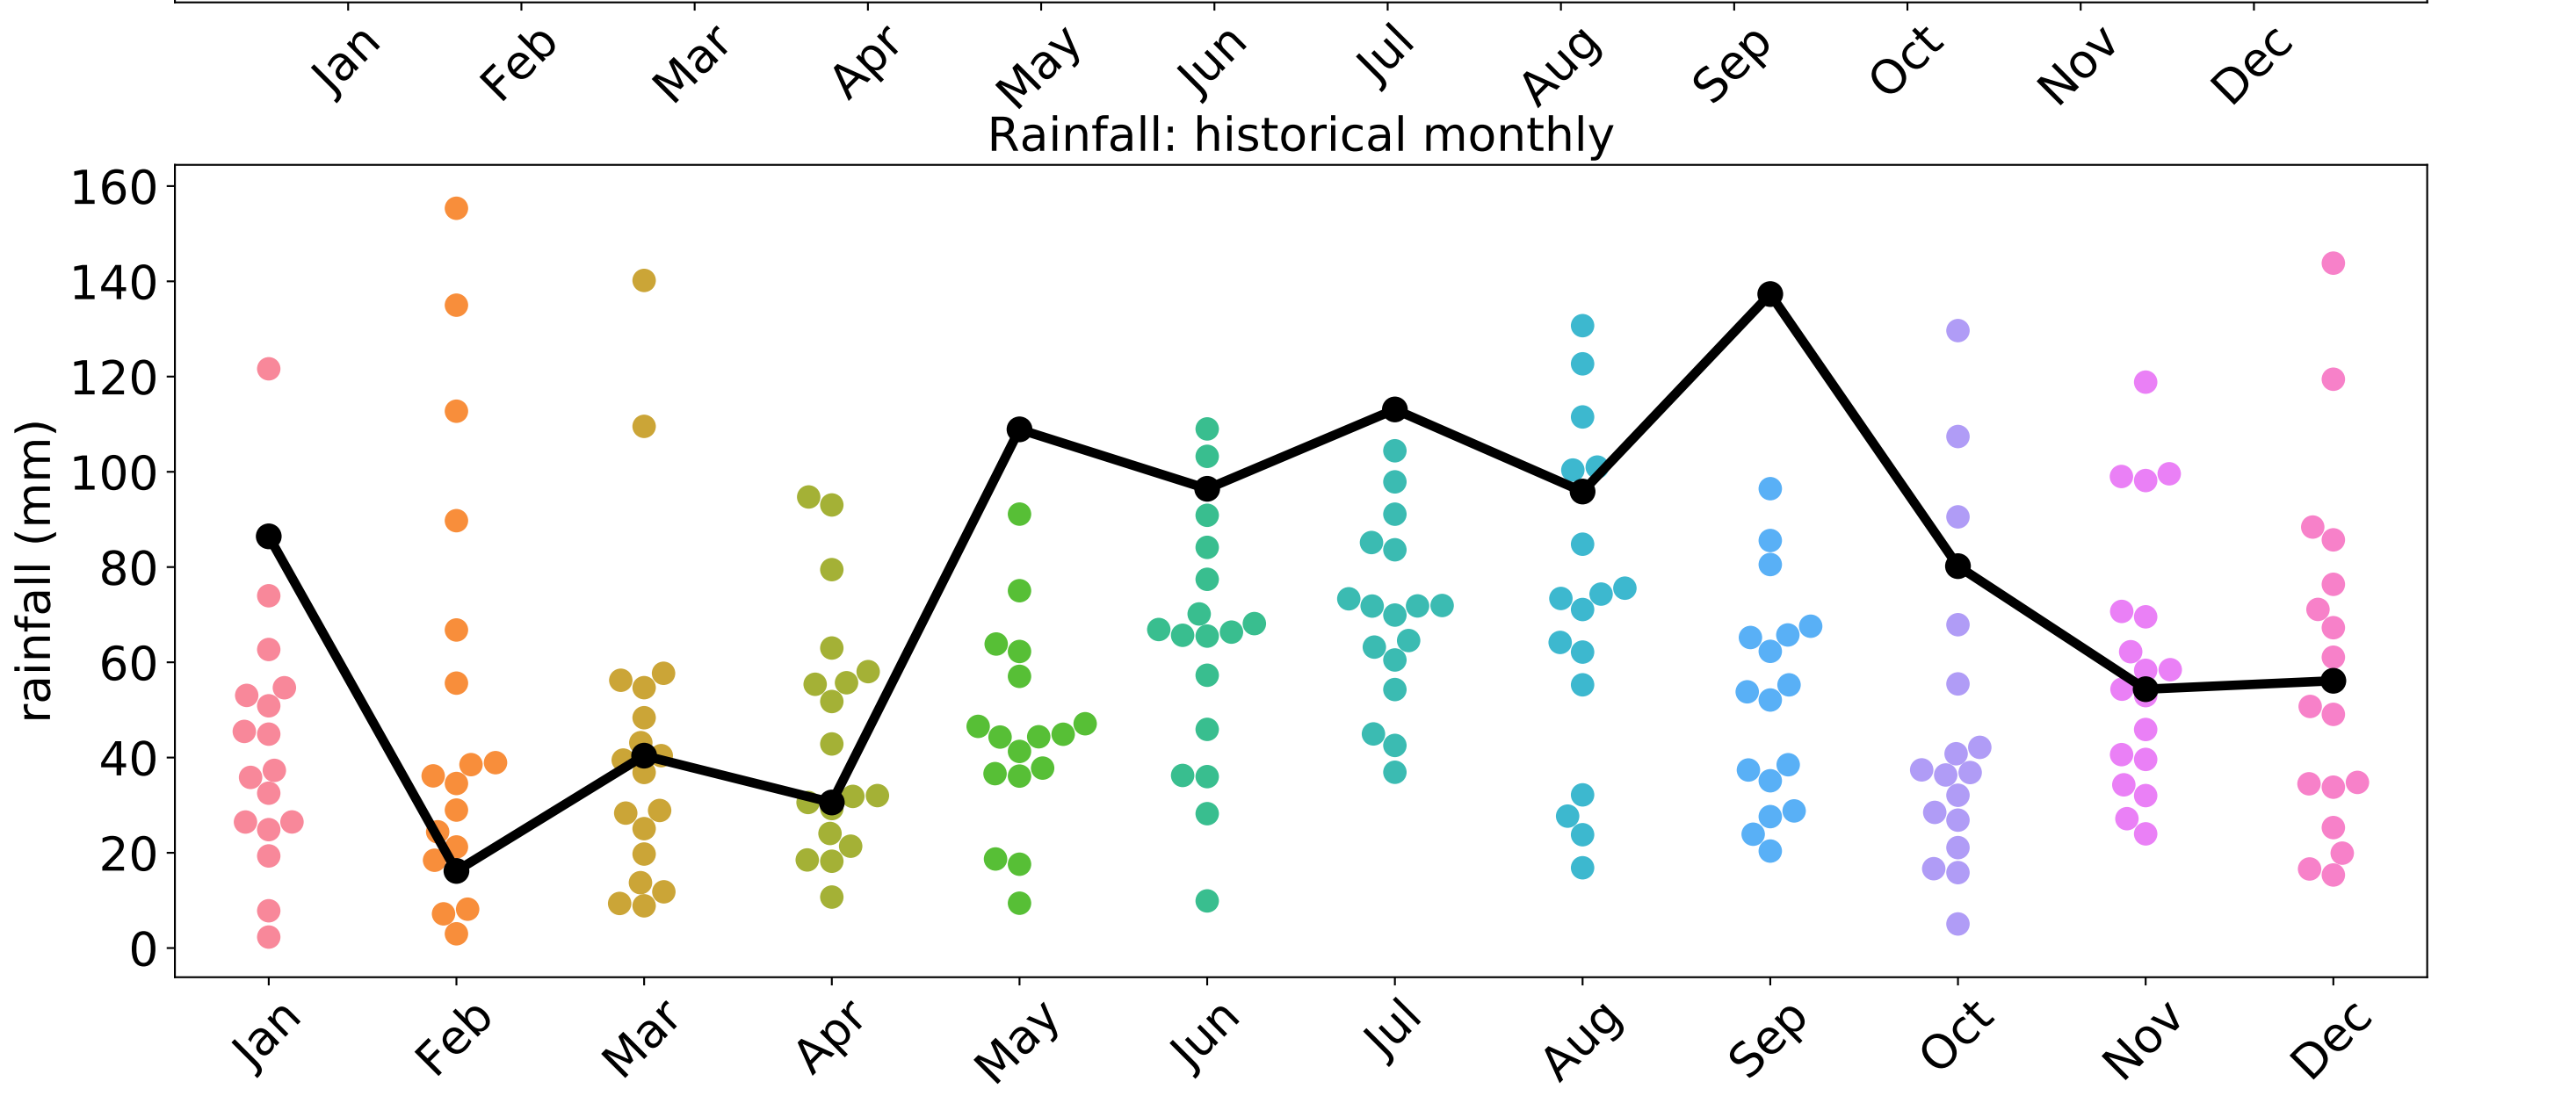 Jan Feb Mar Apr May Jun Jul Aug Sep Oct Nov Dec
Rainfall: historical monthly
rainfall (mm)
160
140
120
100
80
60
40
20
0
Jan Feb Mar Apr May Jun Jul Aug Sep Oct Nov Dec